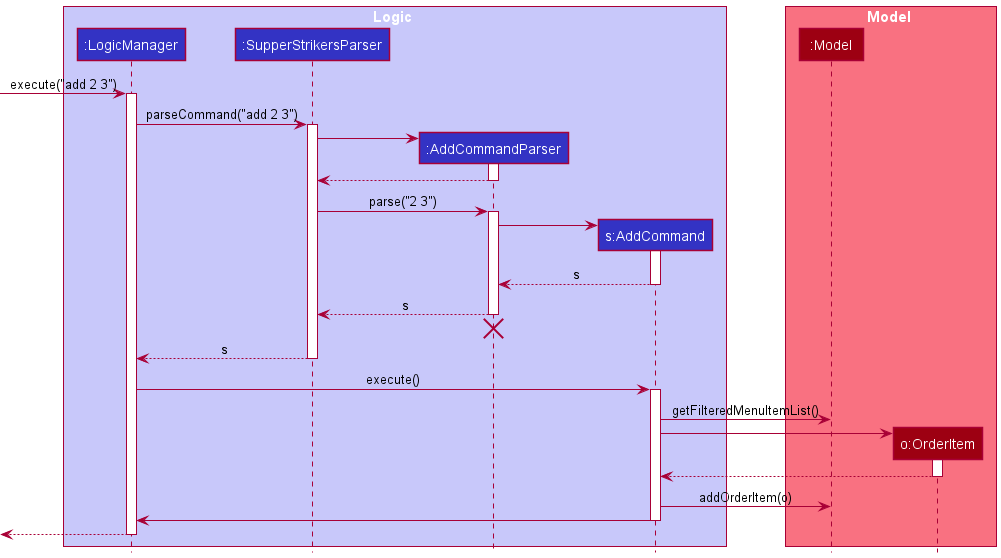 Logic
Model
:LogicManager
:SupperStrikersParser
:Model
execute("add 2 3")
parseCommand("add 2 3")
:AddCommandParser
parse("2 3")
s:AddCommand
s
s
s
execute()
getFilteredMenuItemList()
o:OrderItem
addOrderItem(o)